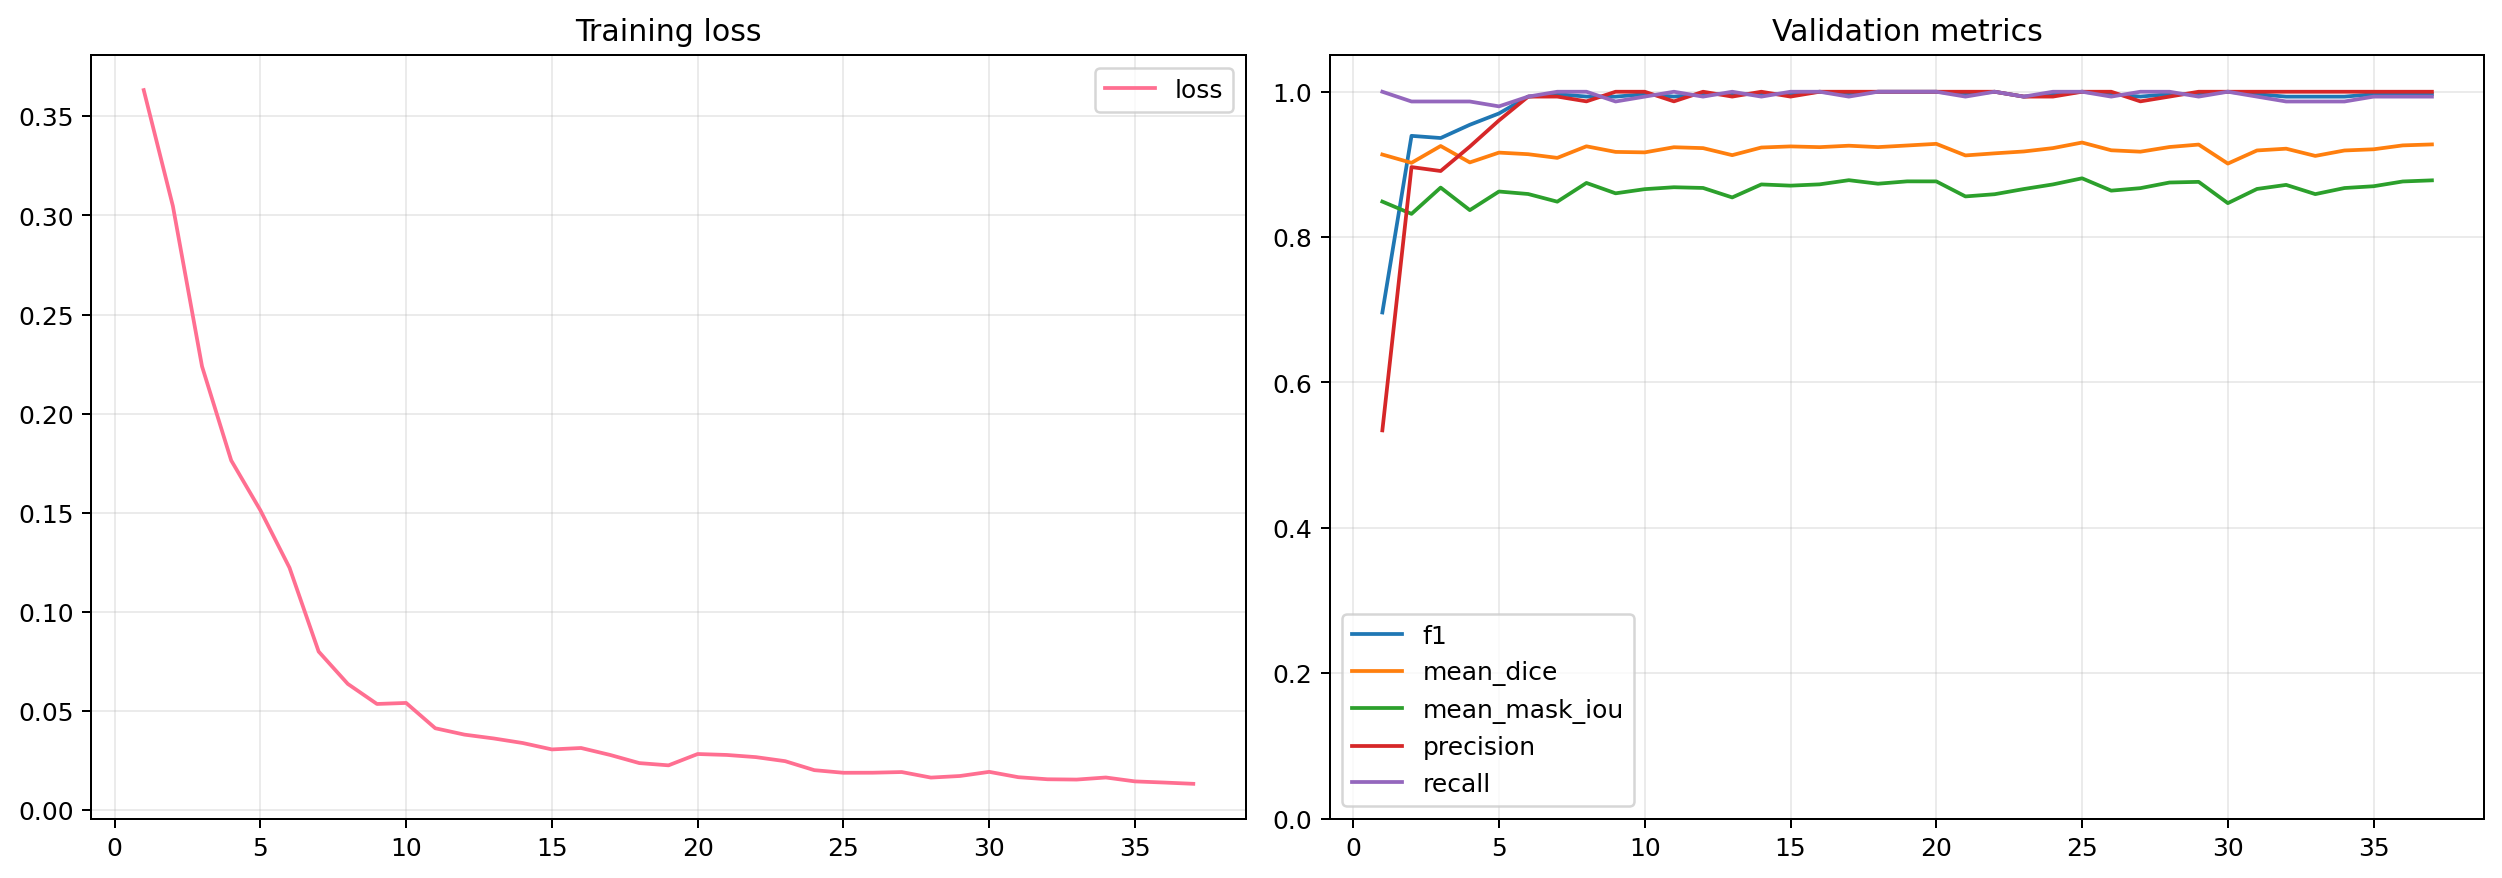 Training loss
loss
0.35
0.30
0.25
0.20
0.15
0.10
0.05
0.00
0 5 10 15 20 25 30 35
Validation metrics
1.0
0.8
0.6
0.4
0.2
0.0
f1
mean_dice
mean_mask_iou
precision
recall
0 5 10 15 20 25 30 35